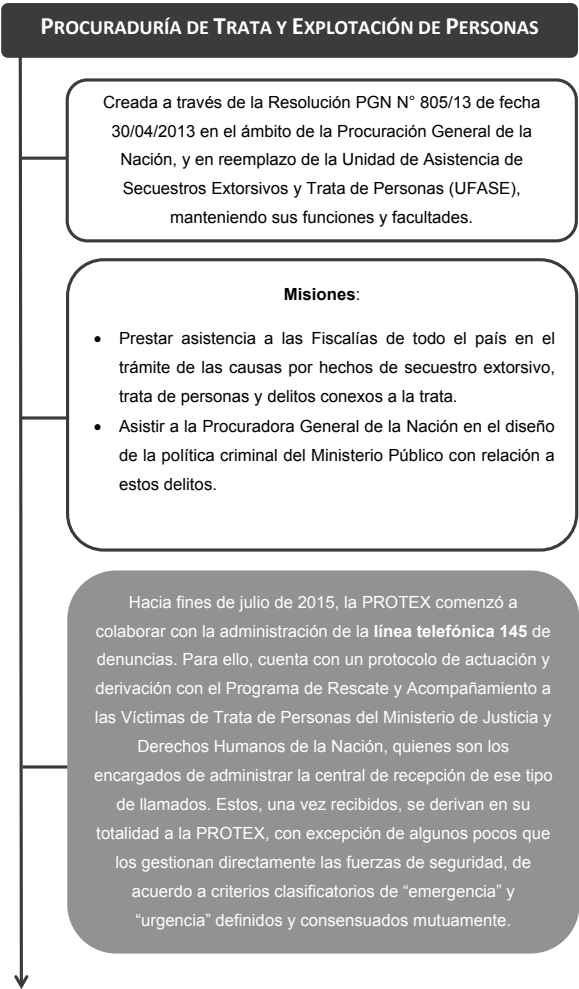 PROCURADURÍA DE TRATA Y EXPLOTACIÓN DE PERSONAS
Creada a través de la Resolución PGN N° 805/13 de fecha
30/04/2013 en el ámbito de la Procuración General de la
Nación, y en reemplazo de la Unidad de Asistencia de
Secuestros Extorsivos y Trata de Personas (UFASE),
manteniendo sus funciones y facultades.
Misiones:
• Prestar asistencia a las Fiscalías de todo el país en el
trámite de las causas por hechos de secuestro extorsivo,
trata de personas y delitos conexos a la trata.
• Asistir a la Procuradora General de la Nación en el diseño
de la política criminal del Ministerio Público con relación a
estos delitos.
Hacia fines de julio de 2015, la PROTEX comenzó a
colaborar con la administración de la línea telefónica 145 de
denuncias. Para ello, cuenta con un protocolo de actuación y
derivación con el Programa de Rescate y Acompañamiento a
las Víctimas de Trata de Personas del Ministerio de Justicia y
Derechos Humanos de la Nación, quienes son los
encargados de administrar la central de recepción de ese tipo
de llamados. Estos, una vez recibidos, se derivan en su
totalidad a la PROTEX, con excepción de algunos pocos que
los gestionan directamente las fuerzas de seguridad, de
acuerdo a criterios clasificatorios de “emergencia” y
“urgencia” definidos y consensuados mutuamente.